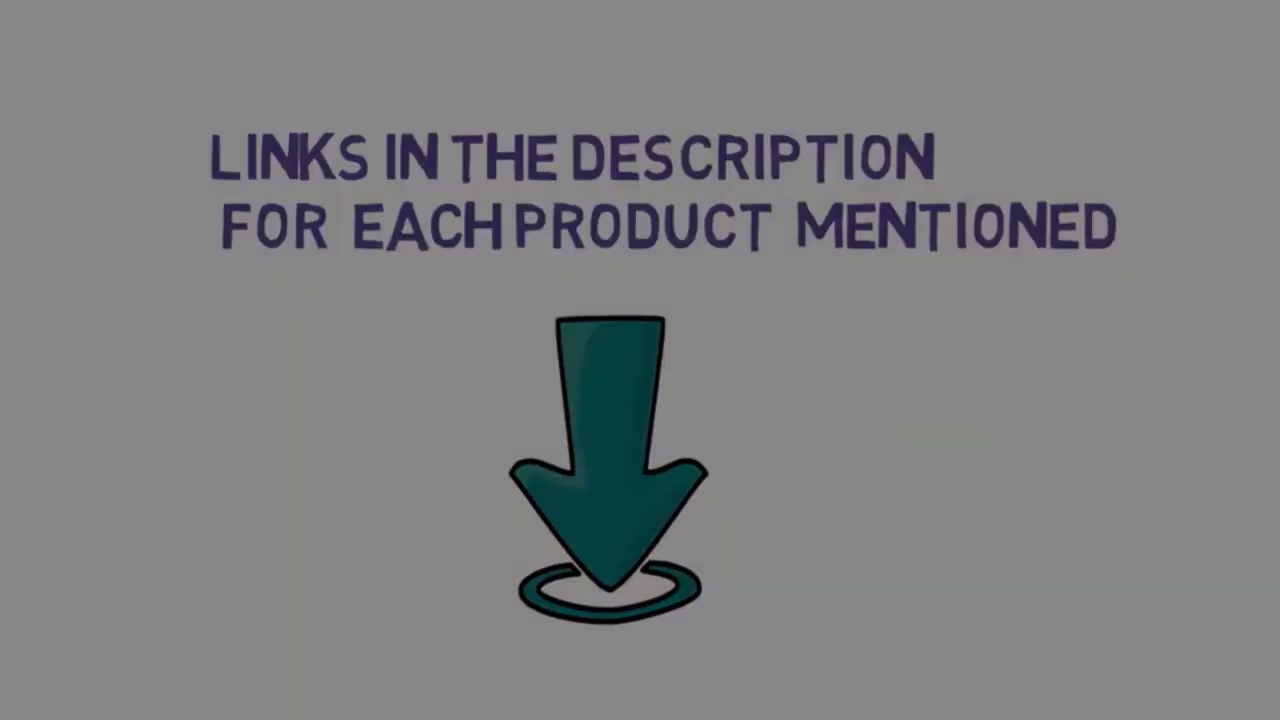 LINKS IN THE DESCRIPTION
FOR EACH PRODUCT MENTIONED